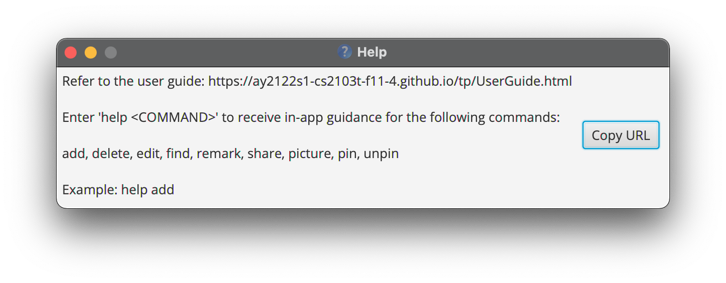 Help
Refer to the user guide: https://ay2122s1-cs2103t-f11-4.github.io/tp/UserGuide.html
Enter 'help <COMMAND>' to receive in-app guidance for the following commands:
Copy URL
add, delete, edit, find, remark, share, picture, pin, unpin
Example: help add